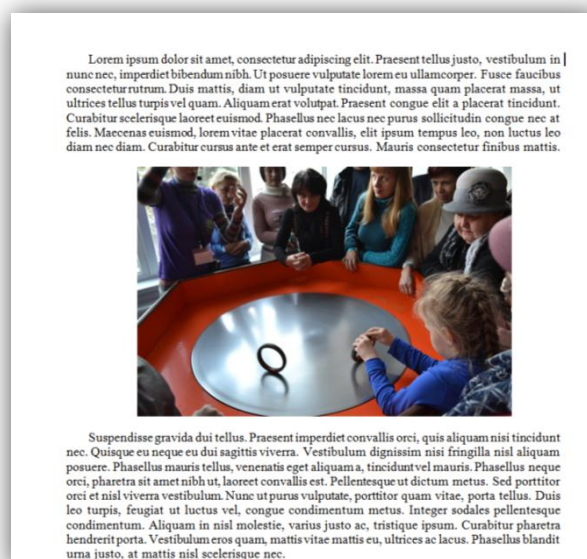 Lorem ipsum dolor sit amet, consectetur adipiscing elit. Praesent tellus justo, vestibulum in
nunc nec, imperdiet bibendum nibh. Ut posuere vulputate lorem eu ullamcorper. Fusce faucibus
consectetur rutrum. Duis mattis, diam ut vulputate tincidunt, massa quam placerat massa, ut
ultrices tellus turpis vel quam. Aliquam erat volutpat. Praesent congue elit a placerat tincidunt.
Curabitur scelerisque laoreet euismod. Phasellus nec lacus nec purus sollicitudin congue nec at
felis. Maecenas euismod, lorem vitae placerat convallis, elit ipsum tempus leo, non luctus leo
diam nec diam. Curabitur cursus ante et erat semper cursus. Mauris consectetur finibus mattis.
Suspendisse gravida dui tellus. Praesent imperdiet convallis orci, quis aliquam nisi tincidunt
nec. Quisque eu neque eu dui sagittis viverra. Vestibulum dignissim nisi fringilla nisl aliquam
posuere. Phasellus mauris tellus, venenatis eget aliquam a, tincidunt vel mauris. Phasellus neque
orci, pharetra sit amet nibh ut, laoreet convallis est. Pellentesque ut dictum metus. Sed porttitor
orci et nisl viverra vestibulum. Nunc ut purus vulputate, porttitor quam vitae, porta tellus. Duis
leo turpis, feugiat ut luctus vel, congue condimentum metus. Integer sodales pellentesque
condimentum. Aliquam in nisl molestie, varius justo ac, tristique ipsum. Curabitur pharetra
hendrerit porta. Vestibulum eros quam, mattis vitae mattis eu, ultrices ac lacus. Phasellus blandit
urna justo, at mattis nisl scelerisque nec.